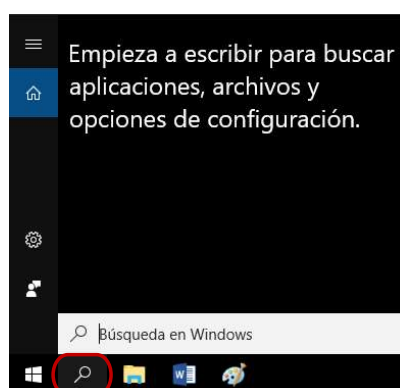 Empieza a escribir para buscar
aplicaciones, archivos y
opciones de configuración.
Búsqueda en Windows